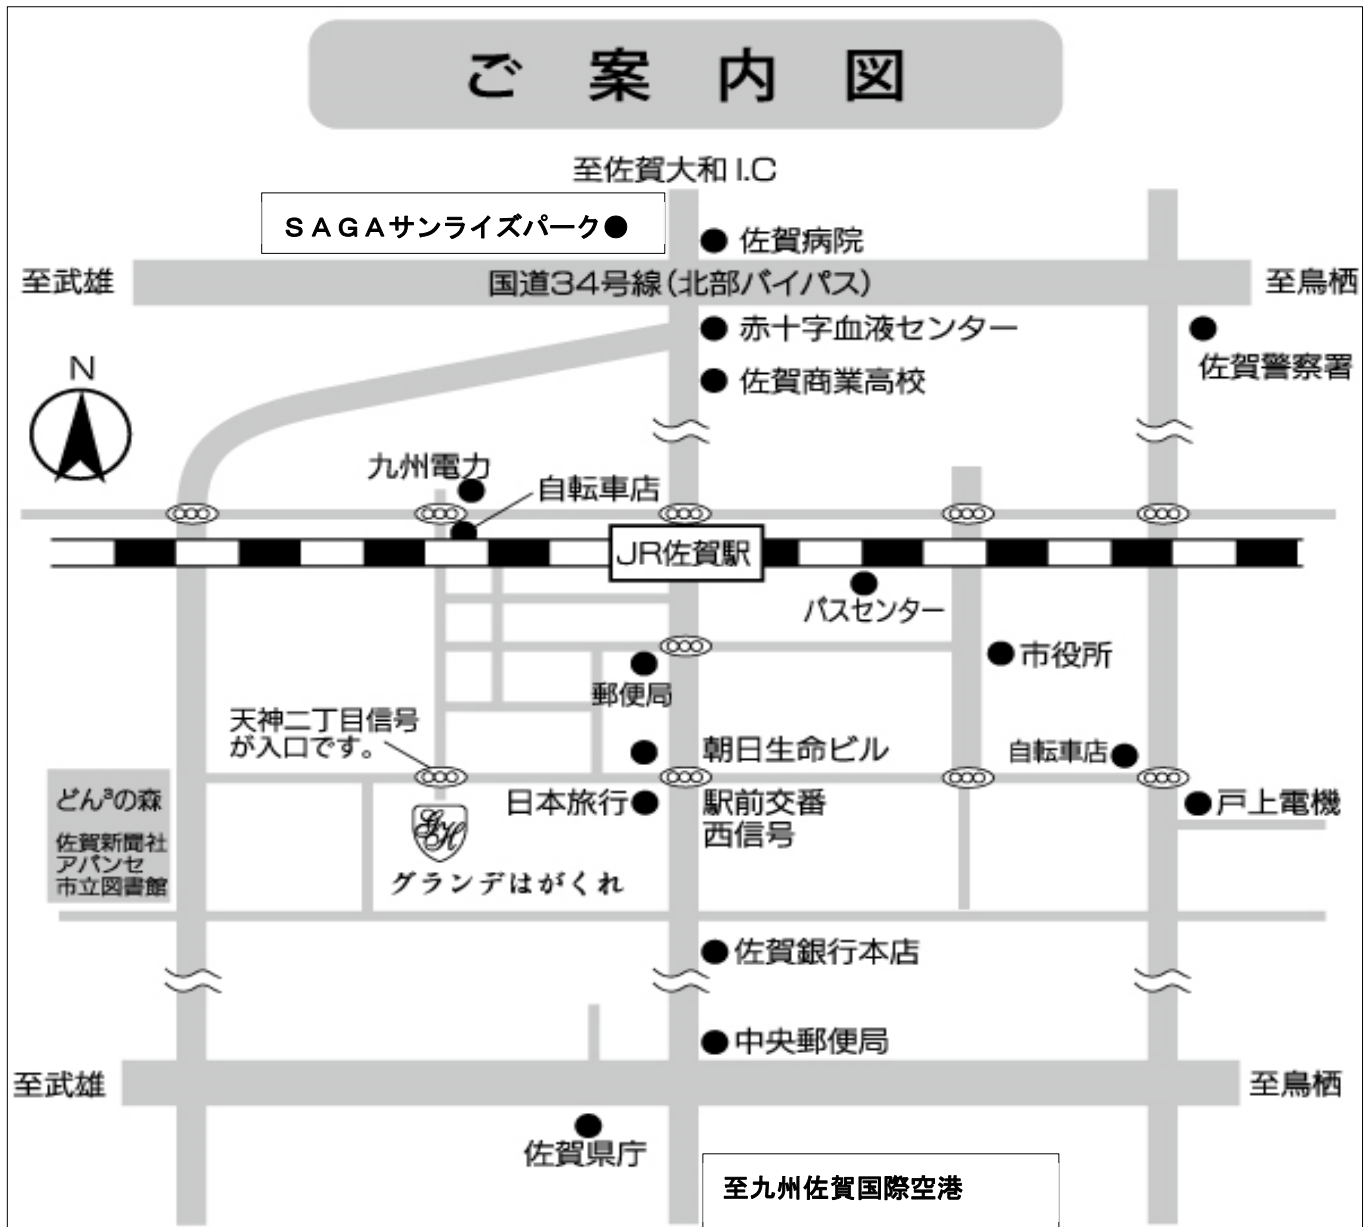 ご案内図
至佐賀大和I.C
SAGAサンライズパーク●
●佐賀病院
至武雄
国道34号線(北部バイパス)
至鳥栖
●赤十字血液センター
佐賀警察署
●佐賀商業高校
N
九州電力
自転車店
JR佐賀駅
バスセンター
●市役所
郵便局
天神二丁目信号
が入口です。
朝日生命ビル
自転車店●
どん³の森
佐賀新聞社
アバンセ
市立図書館
日本旅行●
駅前交番
西信号
●戸上電機
GH
グランデはがくれ
●佐賀銀行本店
●中央郵便局
至武雄
至鳥栖
佐賀県庁
至九州佐賀国際空港